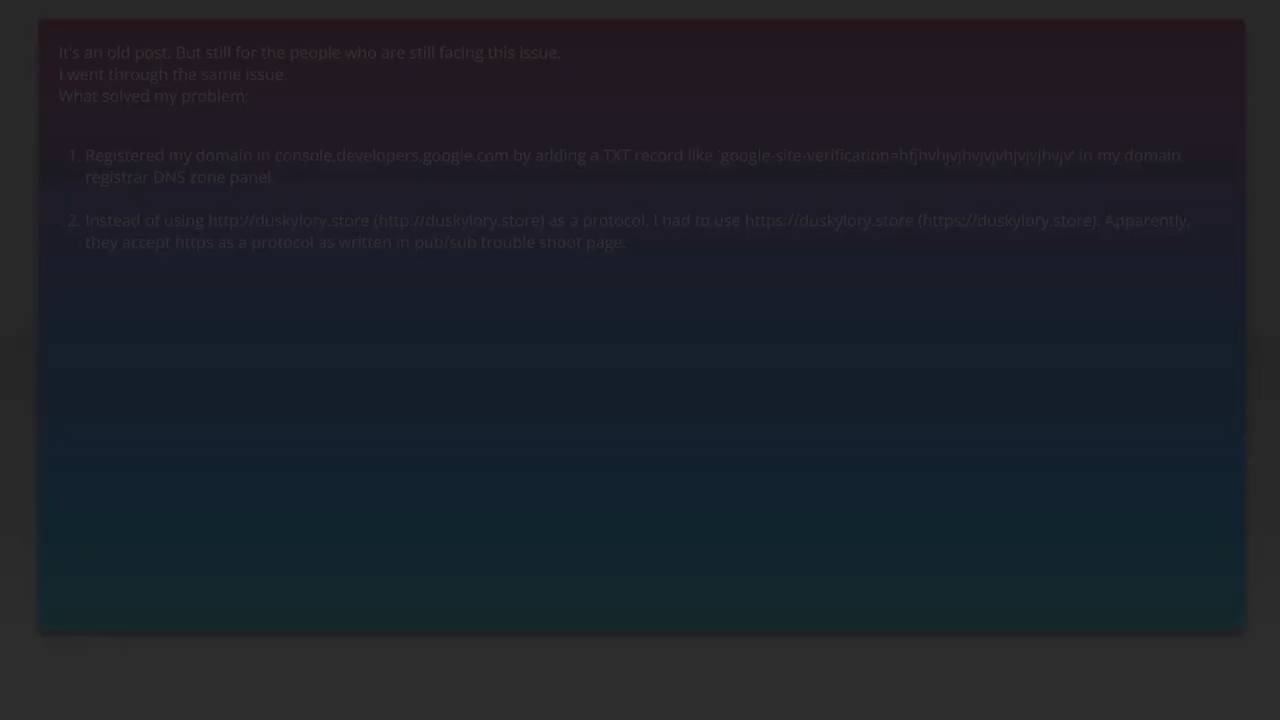 It's an old post. But still for the people who are still facing this issue.
I went through the same issue.
What solved my problem:
1. Registered my domain in console.developers.google.com by adding a TXT record like 'google-site-verification=hfjhvhjvjhvjvjvhjvjvjhvjv' in my domain
registrar DNS zone panel.
2. Instead of using http://duskylory.store (http://duskylory.store) as a protocol, I had to use https://duskylory.store (https://duskylory.store). Apparently,
they accept https as a protocol as written in pub/sub trouble shoot page.